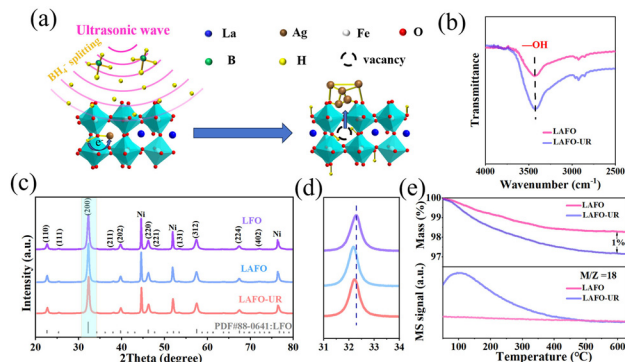 (a)
Ultrasonic wave
BH4- splitting
La
Ag
Fe
O
B
H
vacancy
e-
(b)
—OH
LAFO
LAFO-UR
Transmittance
4000
3500
3000
2500
Wavenumber (cm-1)
(c)
(110)
(111)
(200)
(211)
(202)
Ni
(220)
(221)
Ni
(131)
(312)
(224)
(402)
Ni
LFO
LAFO
LAFO-UR
PDF#88-0641:LFO
Intensity (a.u.)
20
30
40
50
60
70
80
2Theta (degree)
(d)
31
32
33
34
(e)
LAFO
LAFO-UR
1%
Mass (%)
100
99
98
97
M/Z =18
LAFO
LAFO-UR
MS signal (a.u.)
100
200
300
400
500
600
Temperature (°C)